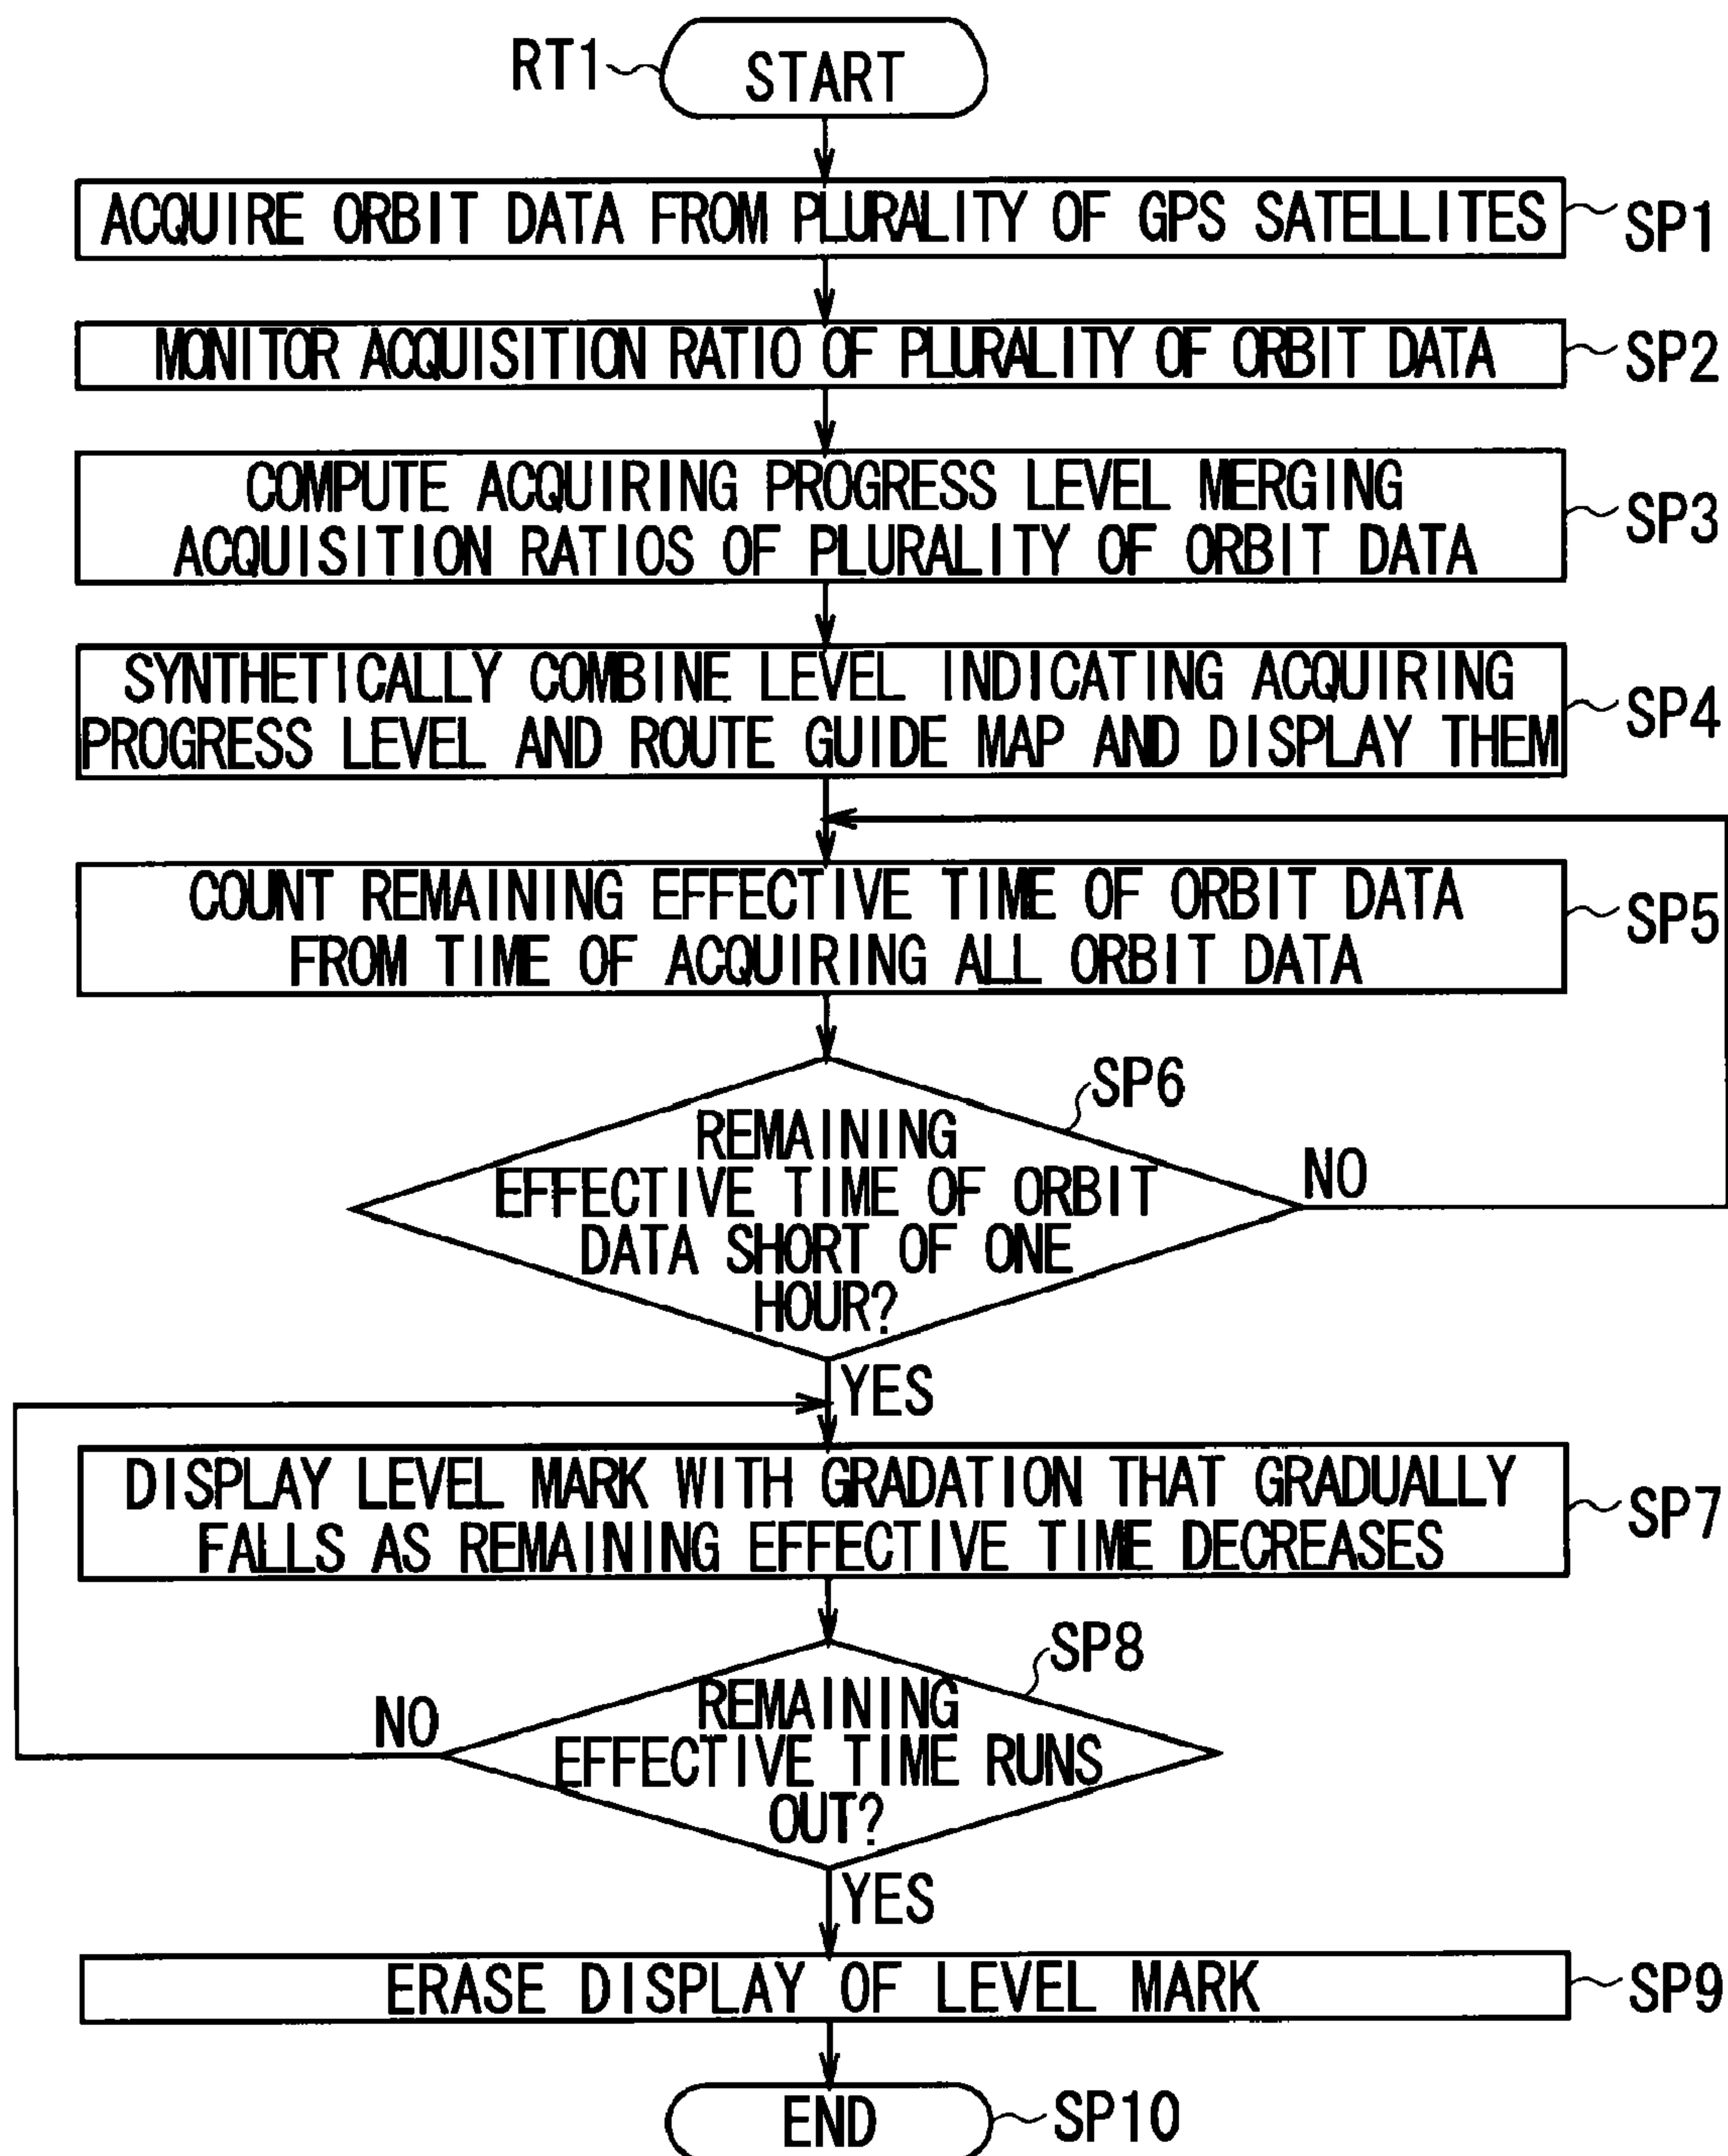 RT1
START
ACQUIRE ORBIT DATA FROM PLURALITY OF GPS SATELLITES
SP1
MONITOR ACQUISITION RATIO OF PLURALITY OF ORBIT DATA
SP2
COMPUTE ACQUIRING PROGRESS LEVEL MERGING
ACQUISITION RATIOS OF PLURALITY OF ORBIT DATA
SP3
SYNTHETICALLY COMBINE LEVEL INDICATING ACQUIRING
PROGRESS LEVEL AND ROUTE GUIDE MAP AND DISPLAY THEM
SP4
COUNT REMAINING EFFECTIVE TIME OF ORBIT DATA
FROM TIME OF ACQUIRING ALL ORBIT DATA
SP5
SP6
REMAINING
EFFECTIVE TIME OF ORBIT
DATA SHORT OF ONE
HOUR?
NO
YES
DISPLAY LEVEL MARK WITH GRADATION THAT GRADUALLY
FALLS AS REMAINING EFFECTIVE TIME DECREASES
SP7
SP8
REMAINING
EFFECTIVE TIME RUNS
OUT?
NO
YES
ERASE DISPLAY OF LEVEL MARK
SP9
END
SP10